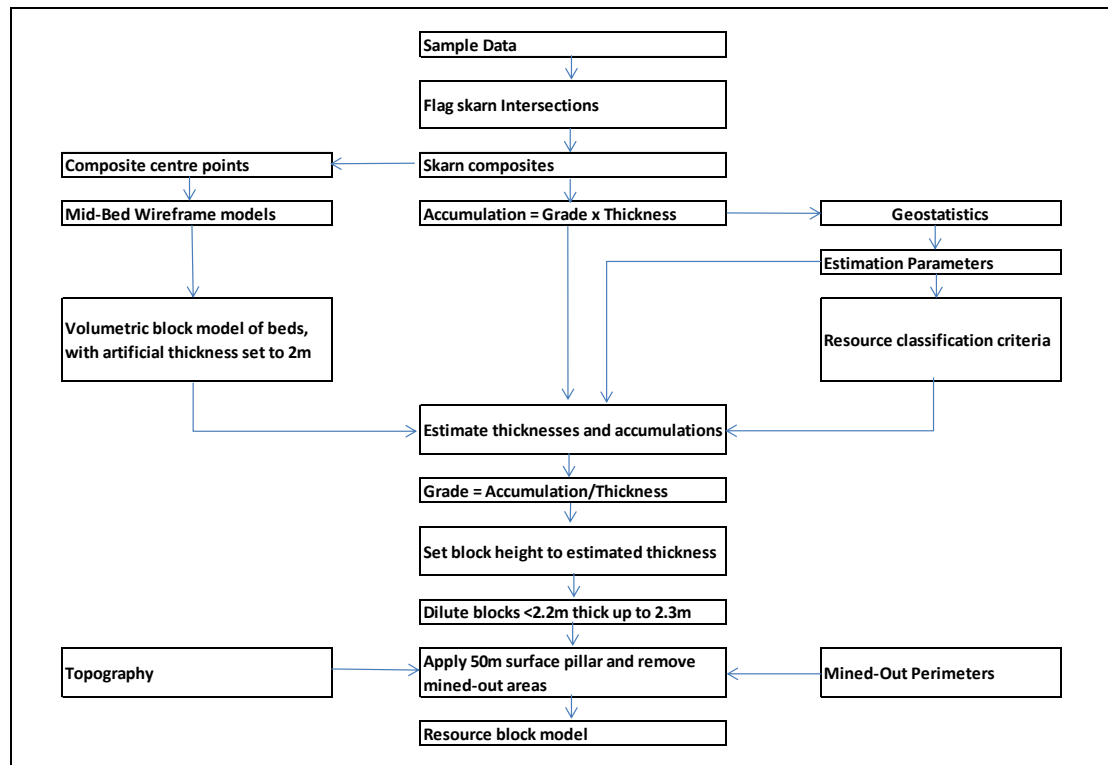 Sample Data
Flag skarn Intersections
Composite centre points
Skarn composites
Mid-Bed Wireframe models
Accumulation = Grade x Thickness
Geostatistics
Estimation Parameters
Volumetric block model of beds,
with artificial thickness set to 2m
Resource classification criteria
Estimate thicknesses and accumulations
Grade = Accumulation/Thickness
Set block height to estimated thickness
Dilute blocks <2.2m thick up to 2.3m
Topography
Apply 50m surface pillar and remove
mined-out areas
Mined-Out Perimeters
Resource block model